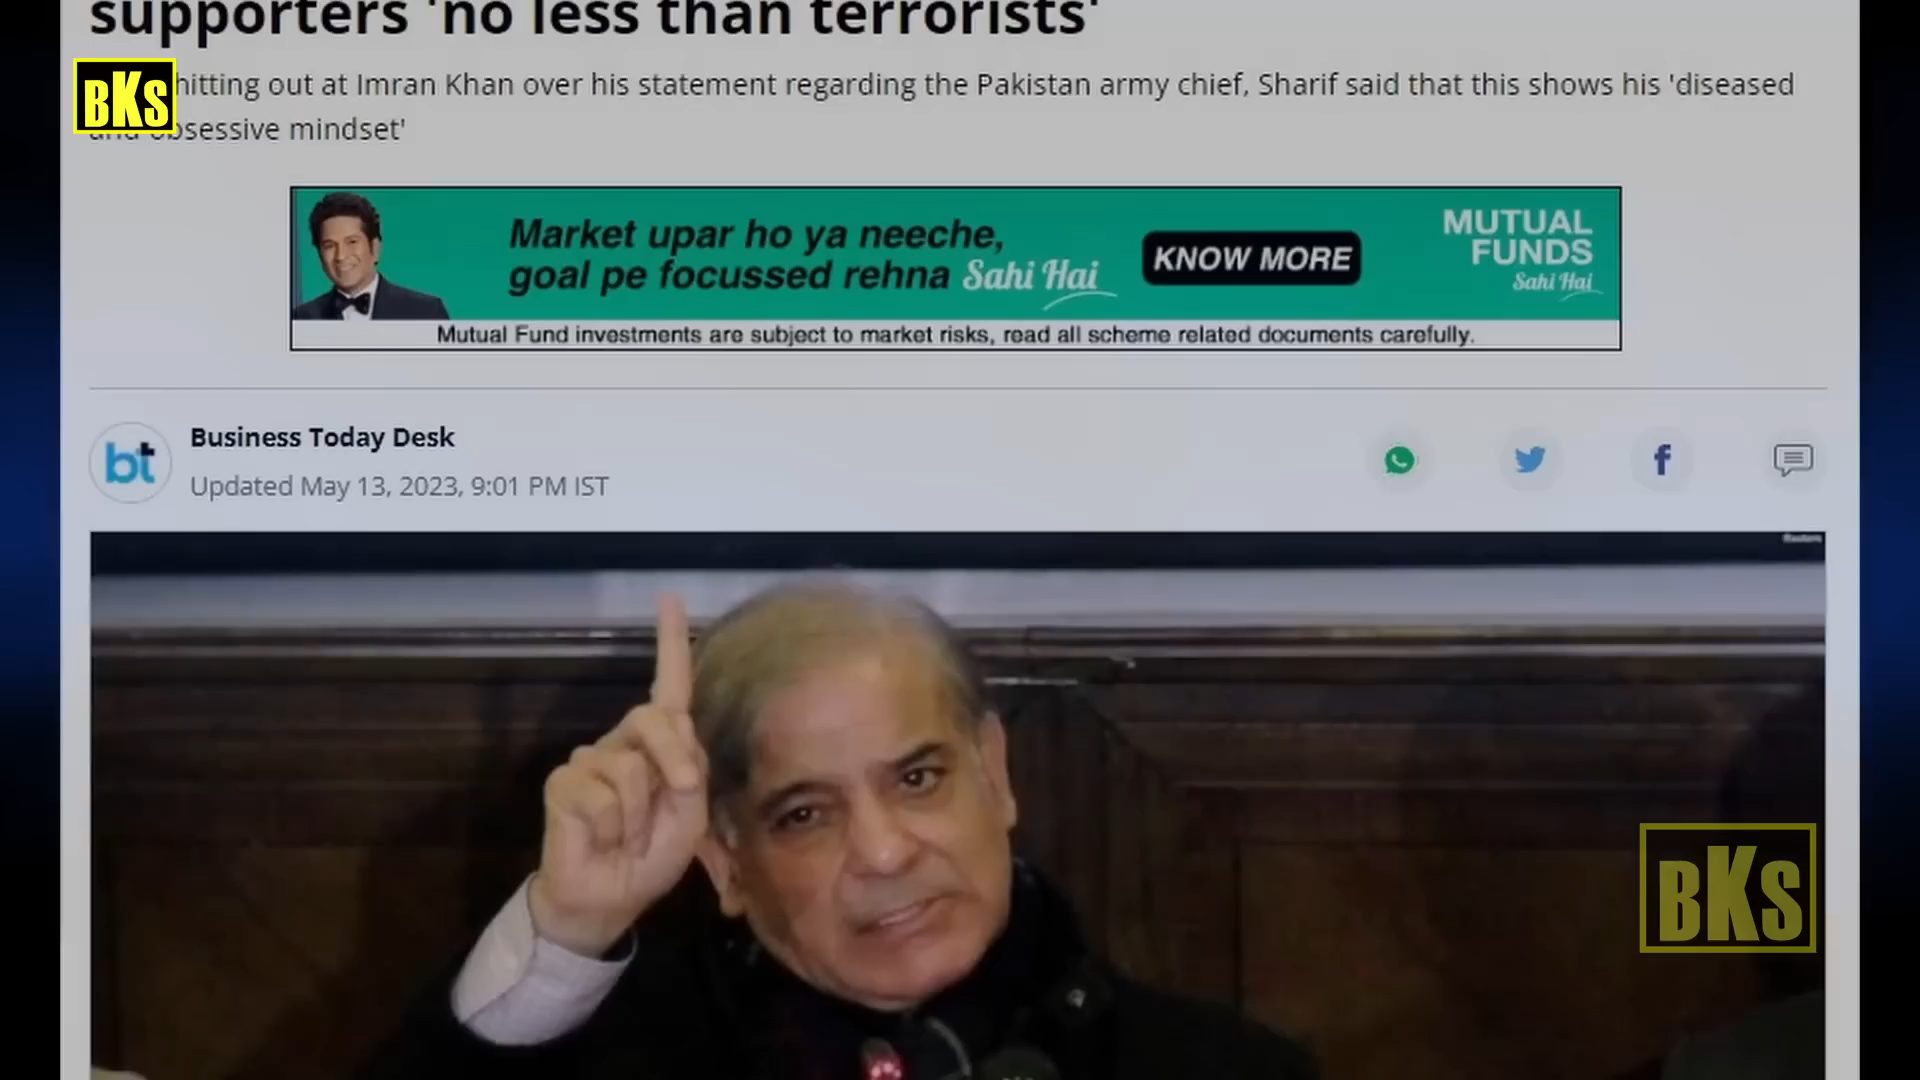 supporters 'no less than terrorists'
BKS
hitting out at Imran Khan over his statement regarding the Pakistan army chief, Sharif said that this shows his 'diseased
and obsessive mindset'
Market upar ho ya neeche,
goal pe focussed rehna Sahi Hai
KNOW MORE
MUTUAL
FUNDS
Sahi Hai
Mutual Fund investments are subject to market risks, read all scheme related documents carefully.
bt
Business Today Desk
Updated May 13, 2023, 9:01 PM IST
f
Reuters
BKS